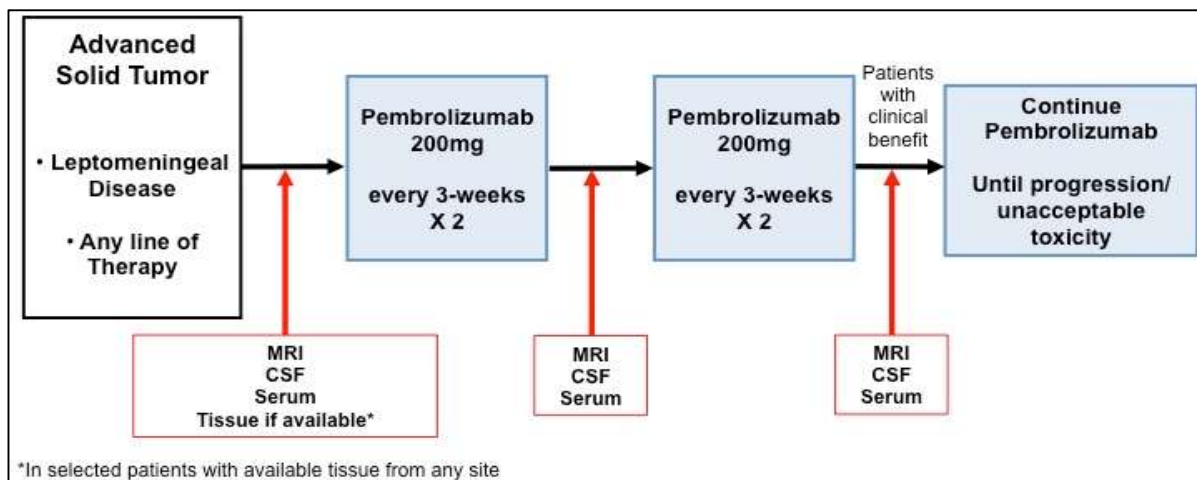 Advanced
Solid Tumor
• Leptomeningeal
Disease
• Any line of
Therapy
Pembrolizumab
200mg
every 3-weeks
X 2
Pembrolizumab
200mg
every 3-weeks
X 2
Patients
with
clinical
benefit
Continue
Pembrolizumab
Until progression/
unacceptable
toxicity
MRI
CSF
Serum
Tissue if available*
MRI
CSF
Serum
MRI
CSF
Serum
*In selected patients with available tissue from any site